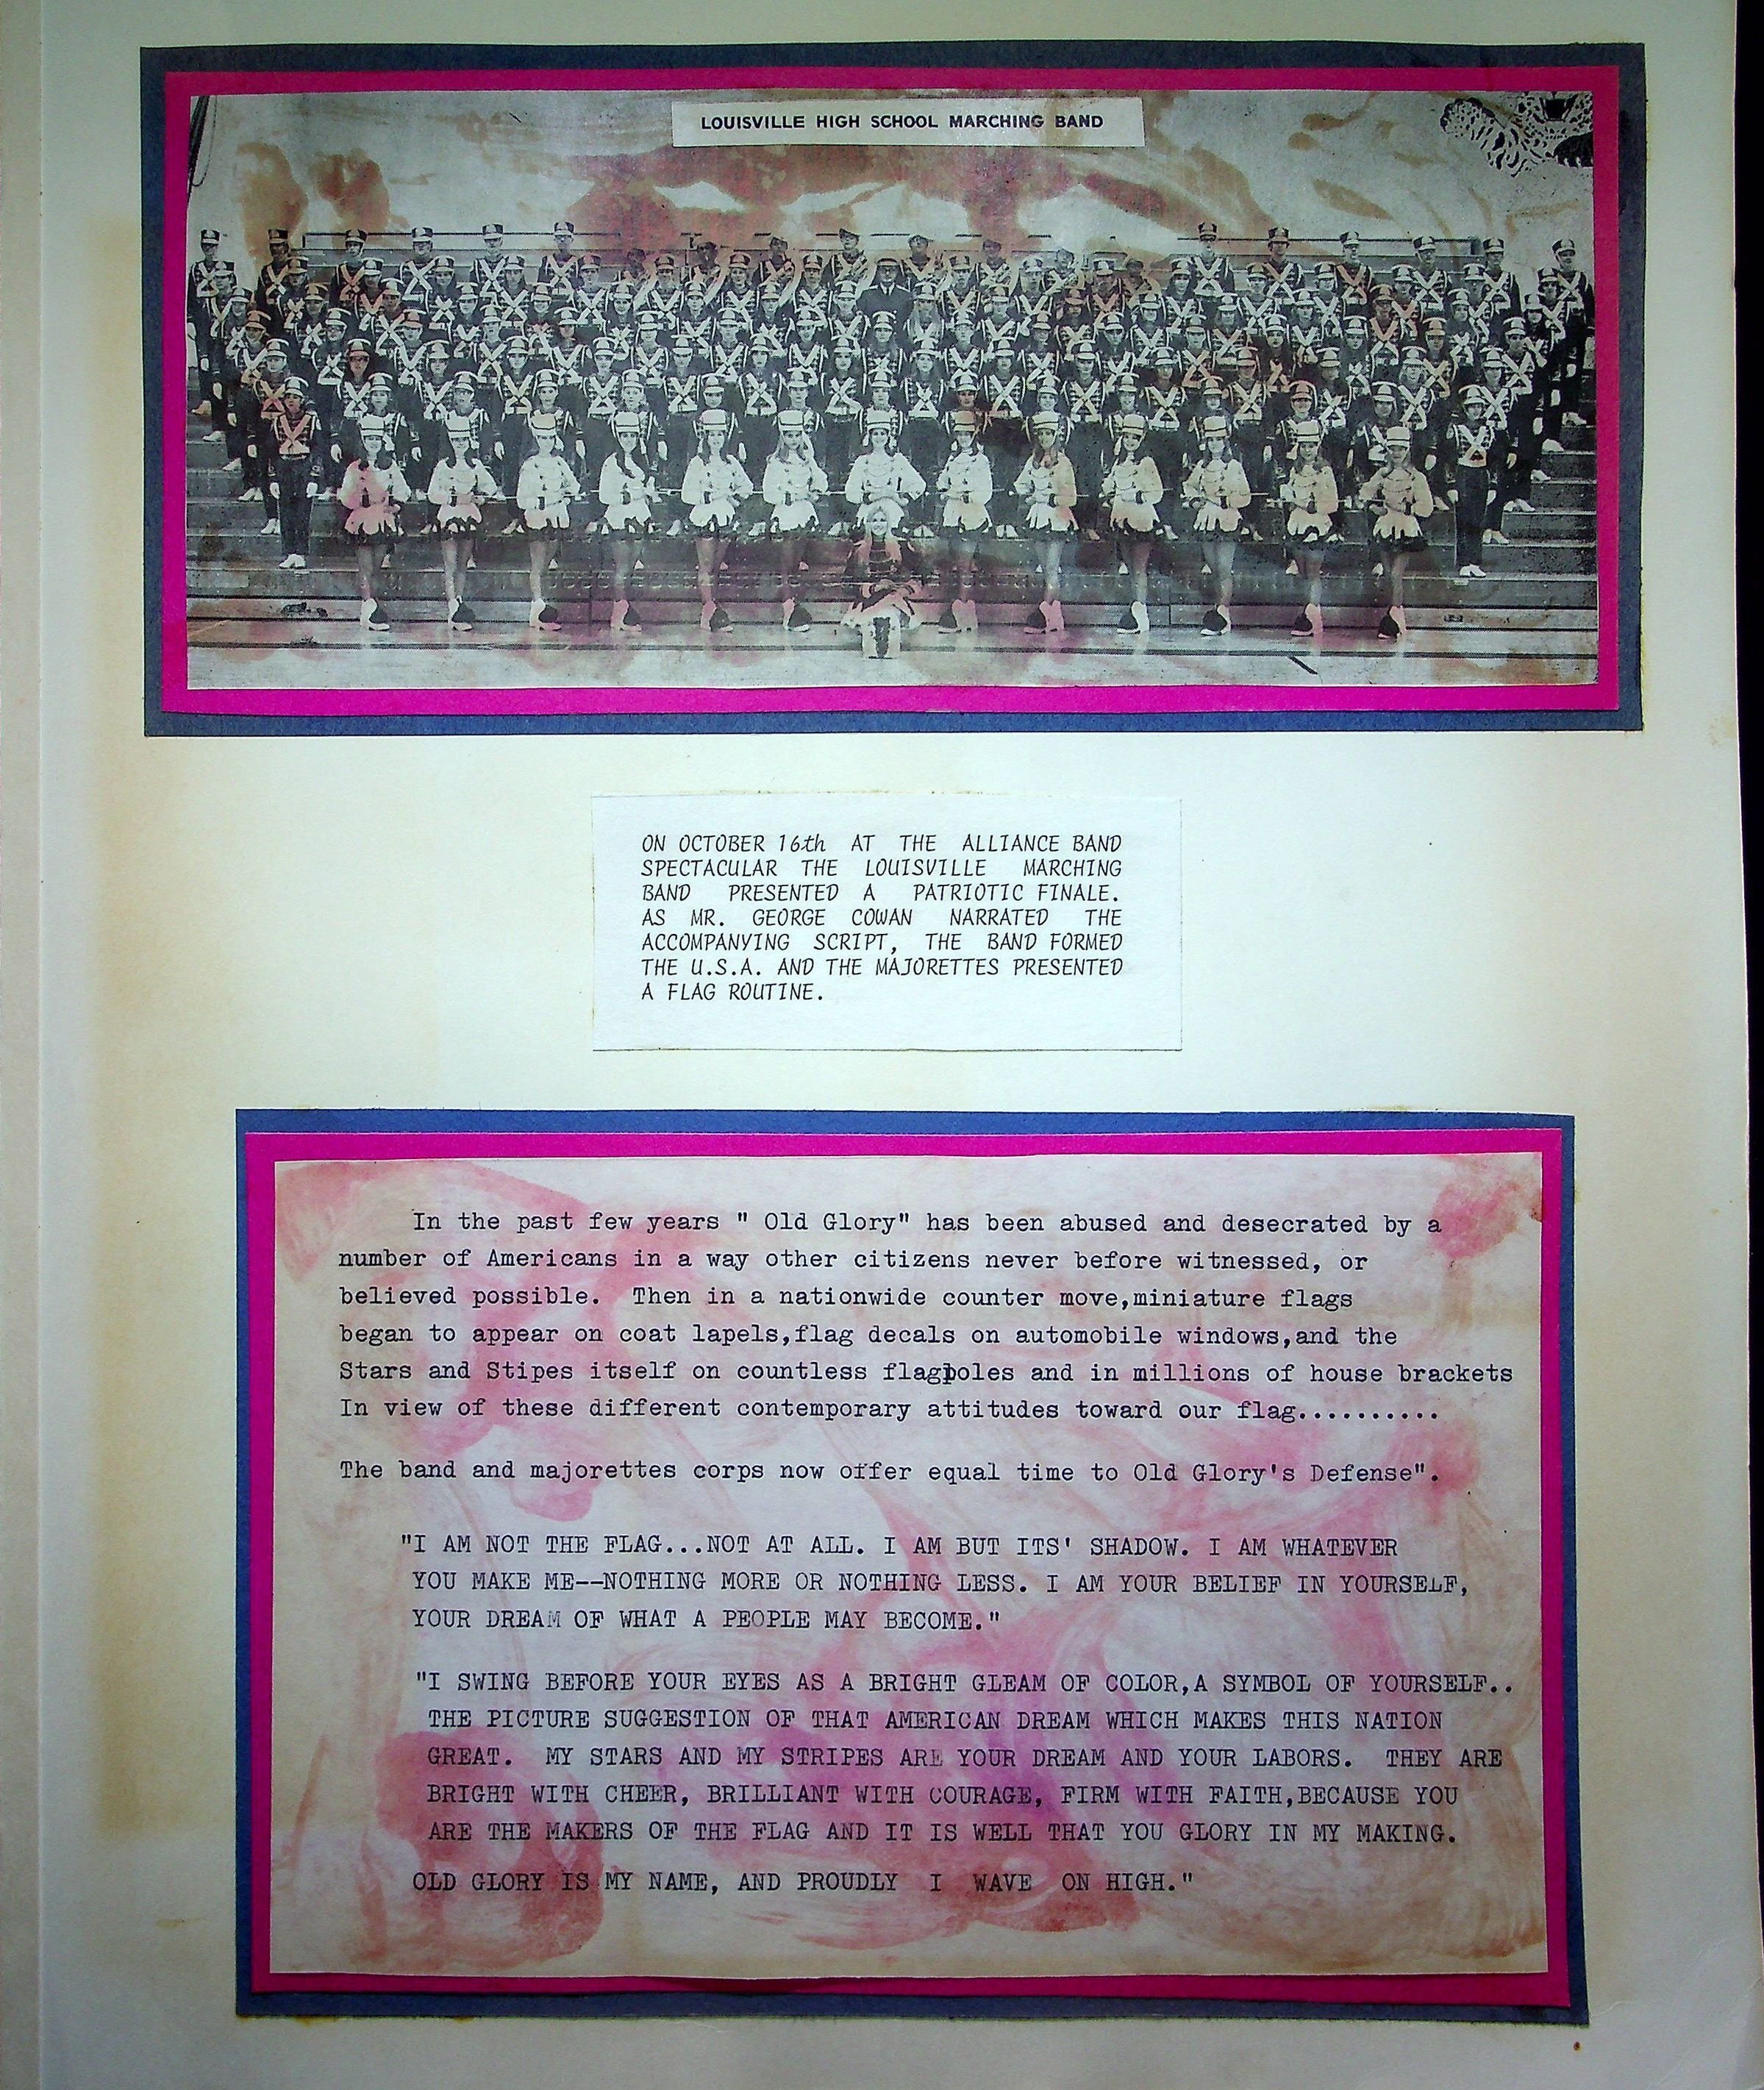 LOUISVILLE HIGH SCHOOL MARCHING BAND
ON OCTOBER 16th AT THE ALLIANCE BAND
SPECTACULAR THE LOUISVILLE MARCHING
BAND PRESENTED A PATRIOTIC FINALE.
AS MR. GEORGE COWAN NARRATED THE
ACCOMPANYING SCRIPT, THE BAND FORMED
THE U.S.A. AND THE MAJORETTES PRESENTED
A FLAG ROUTINE.
In the past few years " Old Glory" has been abused and desecrated by a
number of Americans in a way other citizens never before witnessed, or
believed possible. Then in a nationwide counter move,miniature flags
began to appear on coat lapels,flag decals on automobile windows,and the
Stars and Stipes itself on countless flagpoles and in millions of house brackets
In view of these different contemporary attitudes toward our flag..........
The band and majorettes corps now offer equal time to Old Glory's Defense".
"I AM NOT THE FLAG...NOT AT ALL. I AM BUT ITS' SHADOW. I AM WHATEVER
YOU MAKE ME--NOTHING MORE OR NOTHING LESS. I AM YOUR BELIEF IN YOURSELF,
YOUR DREAM OF WHAT A PEOPLE MAY BECOME."
"I SWING BEFORE YOUR EYES AS A BRIGHT GLEAM OF COLOR,A SYMBOL OF YOURSELF..
THE PICTURE SUGGESTION OF THAT AMERICAN DREAM WHICH MAKES THIS NATION
GREAT. MY STARS AND MY STRIPES ARE YOUR DREAM AND YOUR LABORS. THEY ARE
BRIGHT WITH CHEER, BRILLIANT WITH COURAGE, FIRM WITH FAITH,BECAUSE YOU
ARE THE MAKERS OF THE FLAG AND IT IS WELL THAT YOU GLORY IN MY MAKING.
OLD GLORY IS MY NAME, AND PROUDLY I WAVE ON HIGH."